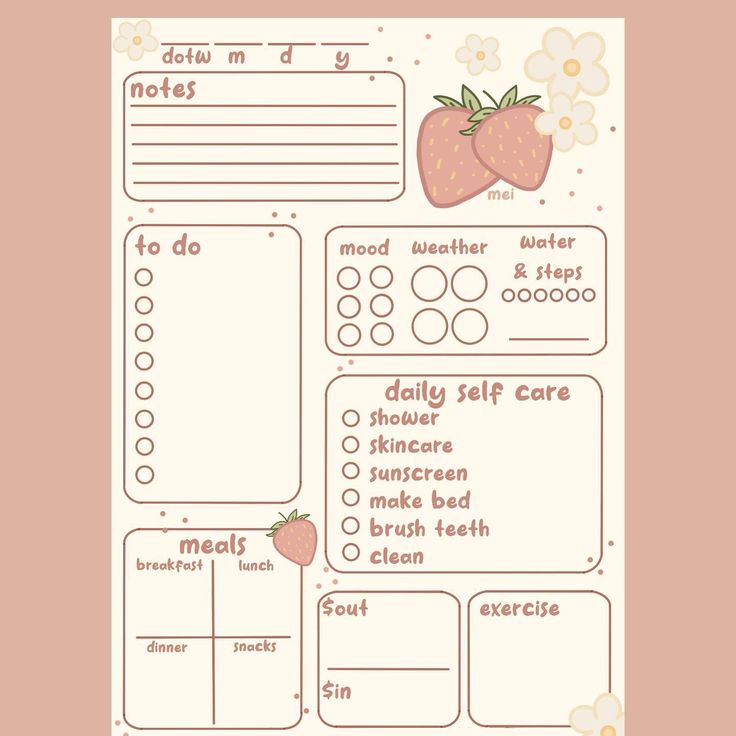 dotw m d y
notes
mei
to do
mood weather water
& steps
daily self care
shower
skincare
sunscreen
make bed
brush teeth
clean
meals
breakfast lunch
dinner snacks
$out
$in
exercise